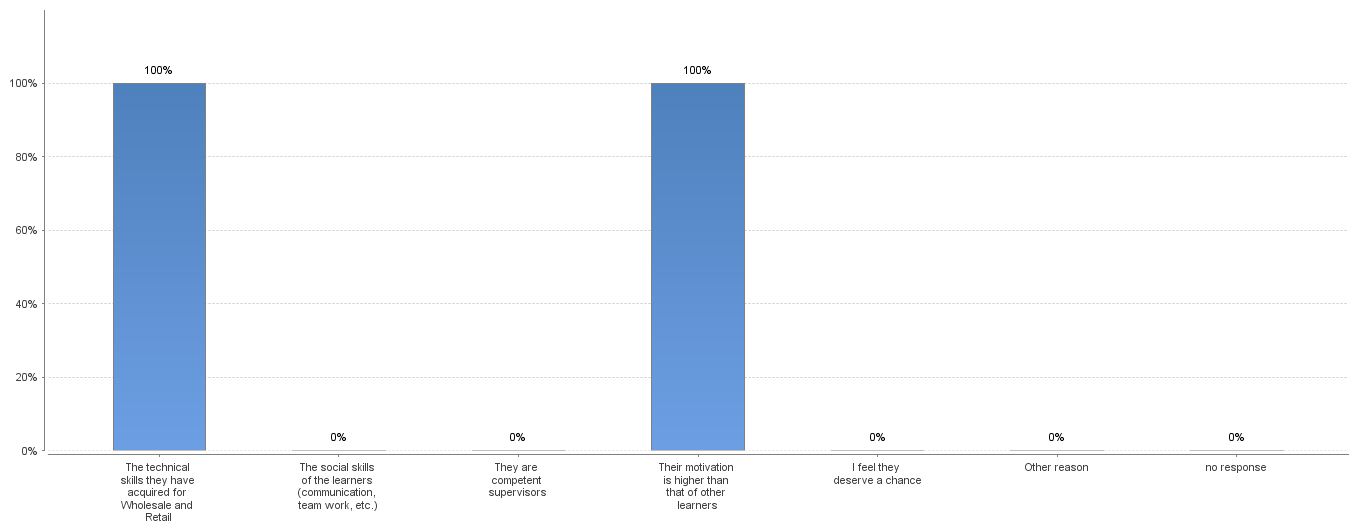 100%
100%
100%
80%
60%
40%
20%
0%
0%
0%
0%
0%
0%
The technical
skills they have
acquired for
Wholesale and
Retail
The social skills
of the learners
(communication,
team work, etc.)
They are
competent
supervisors
Their motivation
is higher than
that of other
learners
I feel they
deserve a chance
Other reason
no response